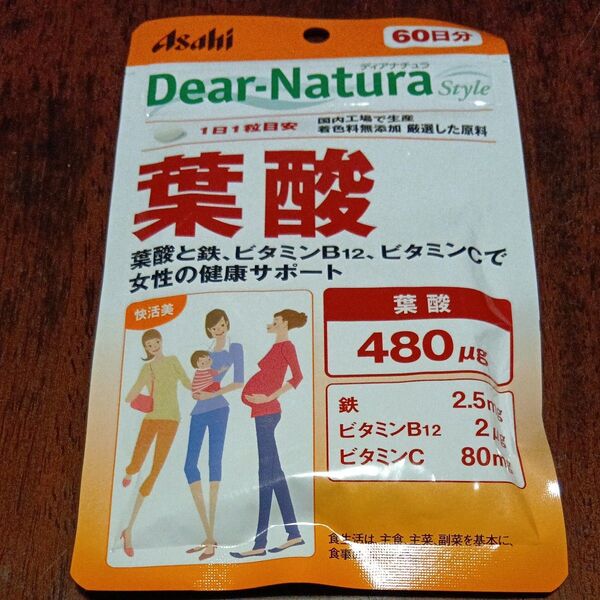 Asahi
60日分
ディアナチュラ
Dear-Natura Style
1日1粒目安
国内工場で生産
着色料無添加 厳選した原料
葉酸
葉酸と鉄、ビタミンB12、ビタミンCで
女性の健康サポート
快活美
葉酸
480μg
鉄 2.5mg
ビタミンB12 2μg
ビタミンC 80mg
食生活は、主食、主菜、副菜を基本に、